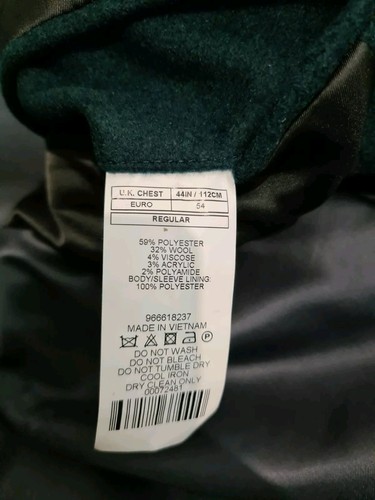 U.K. CHEST 44IN / 112CM
EURO 54
REGULAR
59% POLYESTER
32% WOOL
4% VISCOSE
3% ACRYLIC
2% POLYAMIDE
BODY/SLEEVE LINING
100% POLYESTER
966618237
MADE IN VIETNAM
P
DO NOT WASH
DO NOT BLEACH
DO NOT TUMBLE DRY
COOL IRON
DRY CLEAN ONLY
00072481